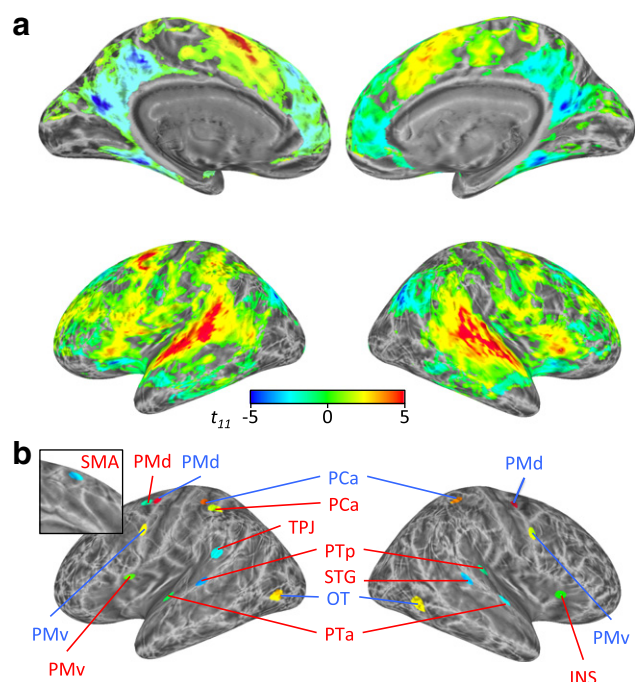 a
t11 -5 0 5
b
SMA
PMd PMd
PCa
PMd
PCa
TPJ
PTp
STG
OT
PMv
PTa
PMv
PMv
INS